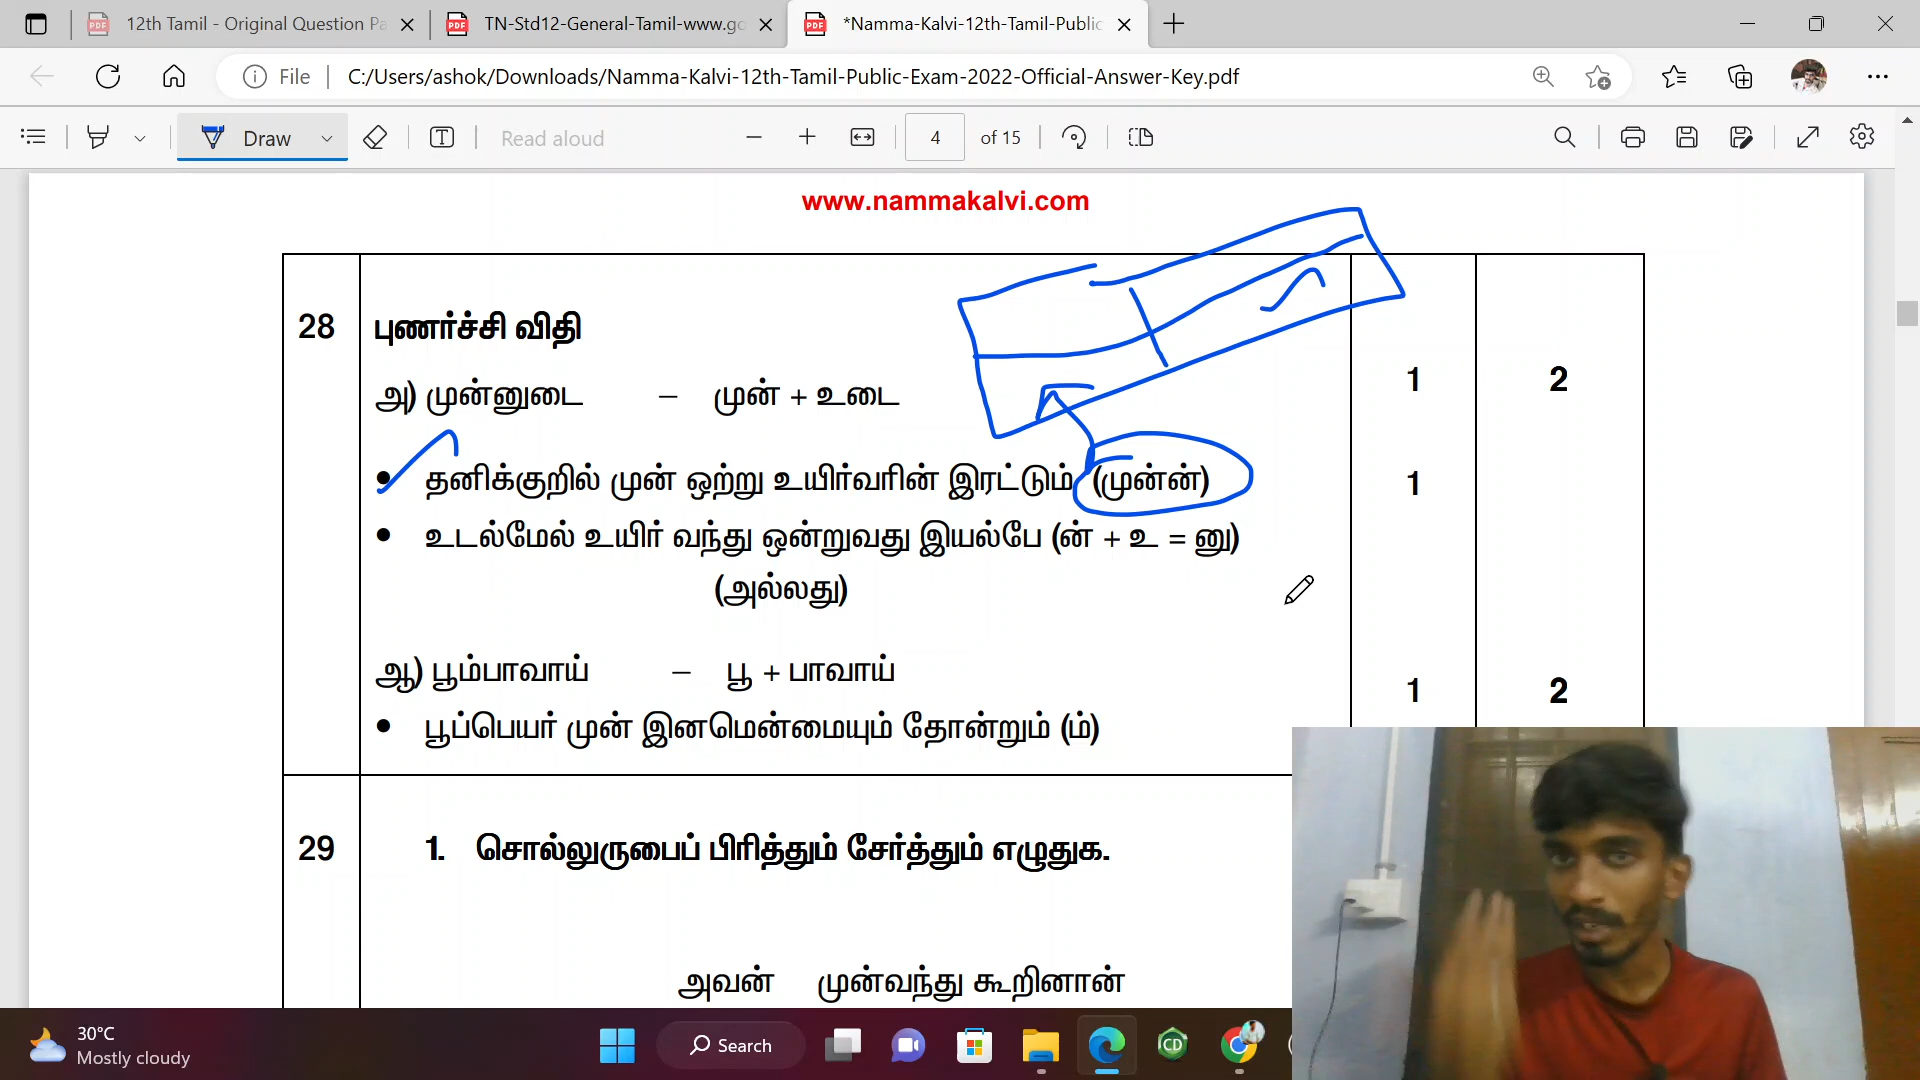 12th Tamil - Original Question Pa
TN-Std12-General-Tamil-www.go
*Namma-Kalvi-12th-Tamil-Public
File
C:/Users/ashok/Downloads/Namma-Kalvi-12th-Tamil-Public-Exam-2022-Official-Answer-Key.pdf
Draw
Read aloud
4 of 15
www.nammakalvi.com
28 புணர்ச்சி விதி
அ) முன்னுடை – முன் + உடை 1 2
• தனிக்குறில் முன் ஒற்று உயிர்வரின் இரட்டும் (முன்ன்) 1
• உடல்மேல் உயிர் வந்து ஒன்றுவது இயல்பே (ன் + உ = னு)
(அல்லது)
ஆ) பூம்பாவாய் – பூ + பாவாய் 1 2
• பூப்பெயர் முன் இனமென்மையும் தோன்றும் (ம்)
29 1. சொல்லுருபைப் பிரித்தும் சேர்த்தும் எழுதுக.
அவன் முன்வந்து கூறினான்
30°C
Mostly cloudy
Search
CD